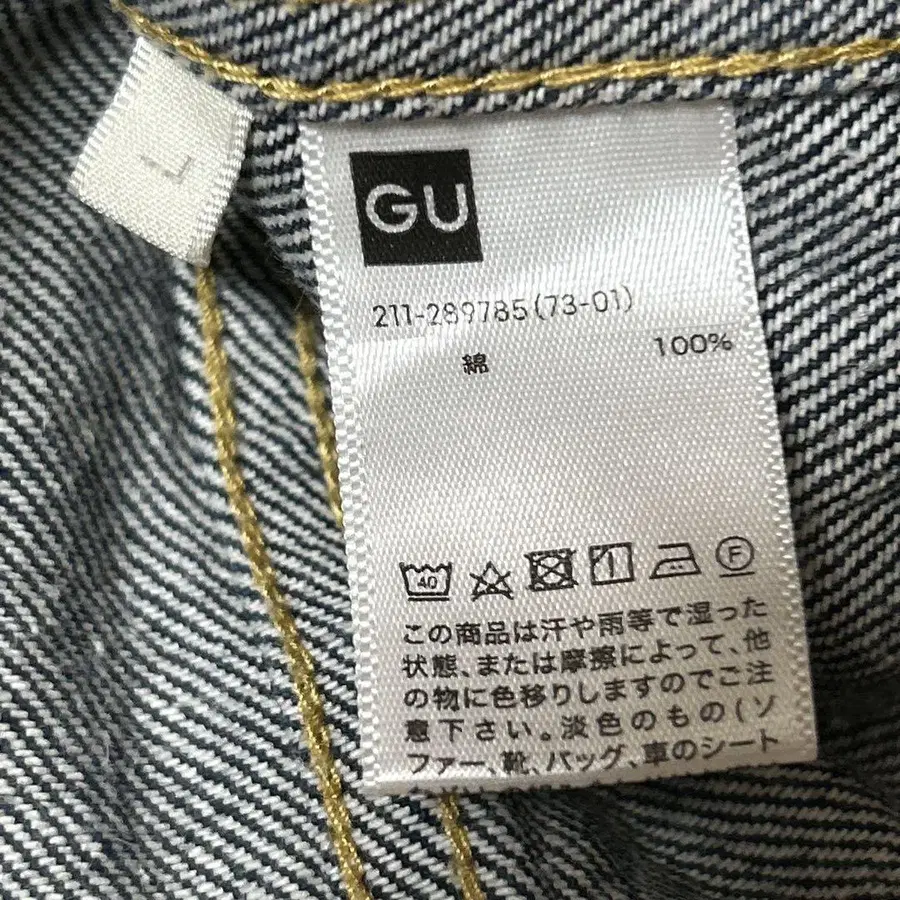 L
GU
211-289785(73-01)
綿 100%
40
F
この商品は汗や雨等で湿った
状態、または摩擦によって、他
の物に色移りしますのでご注
意下さい。淡色のもの(ソ
ファー、靴、バッグ、車のシート